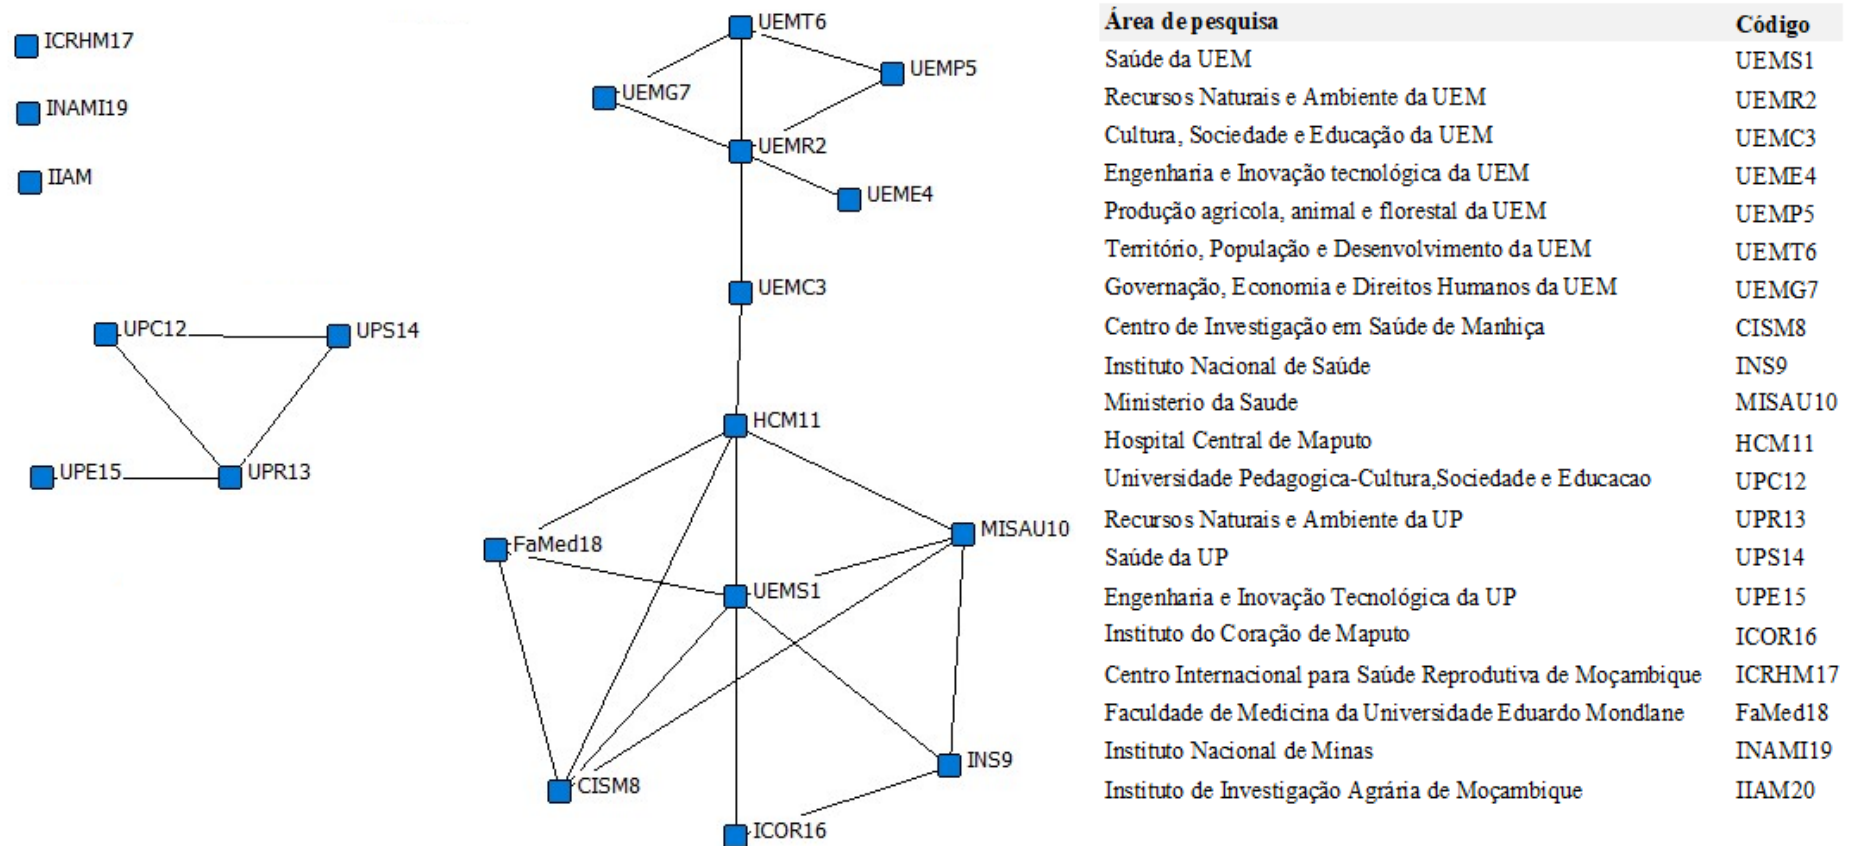 ICRHM17
INAMI19
IIAM
UPC12
UPS14
UPE15
UPR13
UEMT6
UEMP5
UEMG7
UEMR2
UEME4
UEMC3
HCM11
MISAU10
FaMed18
UEMS1
INS9
CISM8
ICOR16
Área de pesquisa Código
Saúde da UEM UEMS1
Recursos Naturais e Ambiente da UEM UEMR2
Cultura, Sociedade e Educação da UEM UEMC3
Engenharia e Inovação tecnológica da UEM UEME4
Produção agricola, animal e florestal da UEM UEMP5
Território, População e Desenvolvimento da UEM UEMT6
Governação, Economia e Direitos Humanos da UEM UEMG7
Centro de Investigação em Saúde de Manhiça CISM8
Instituto Nacional de Saúde INS9
Ministerio da Saude MISAU10
Hospital Central de Maputo HCM11
Universidade Pedagogica-Cultura,Sociedade e Educacao UPC12
Recursos Naturais e Ambiente da UP UPR13
Saúde da UP UPS14
Engenharia e Inovação Tecnológica da UP UPE15
Instituto do Coração de Maputo ICOR16
Centro Internacional para Saúde Reprodutiva de Moçambique ICRHM17
Faculdade de Medicina da Universidade Eduardo Mondlane FaMed18
Instituto Nacional de Minas INAMI19
Instituto de Investigação Agrária de Moçambique IIAM20